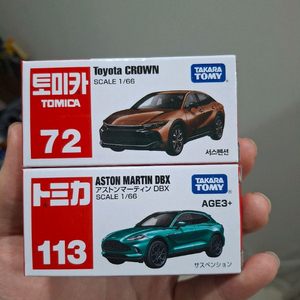 토미카
TOMICA
72
Toyota CROWN
SCALE 1/66
TAKARA
TOMY
서스펜션
トミカ
113
ASTON MARTIN DBX
アストンマーティン DBX
SCALE 1/66
TAKARA
TOMY
AGE3+
サスペンション